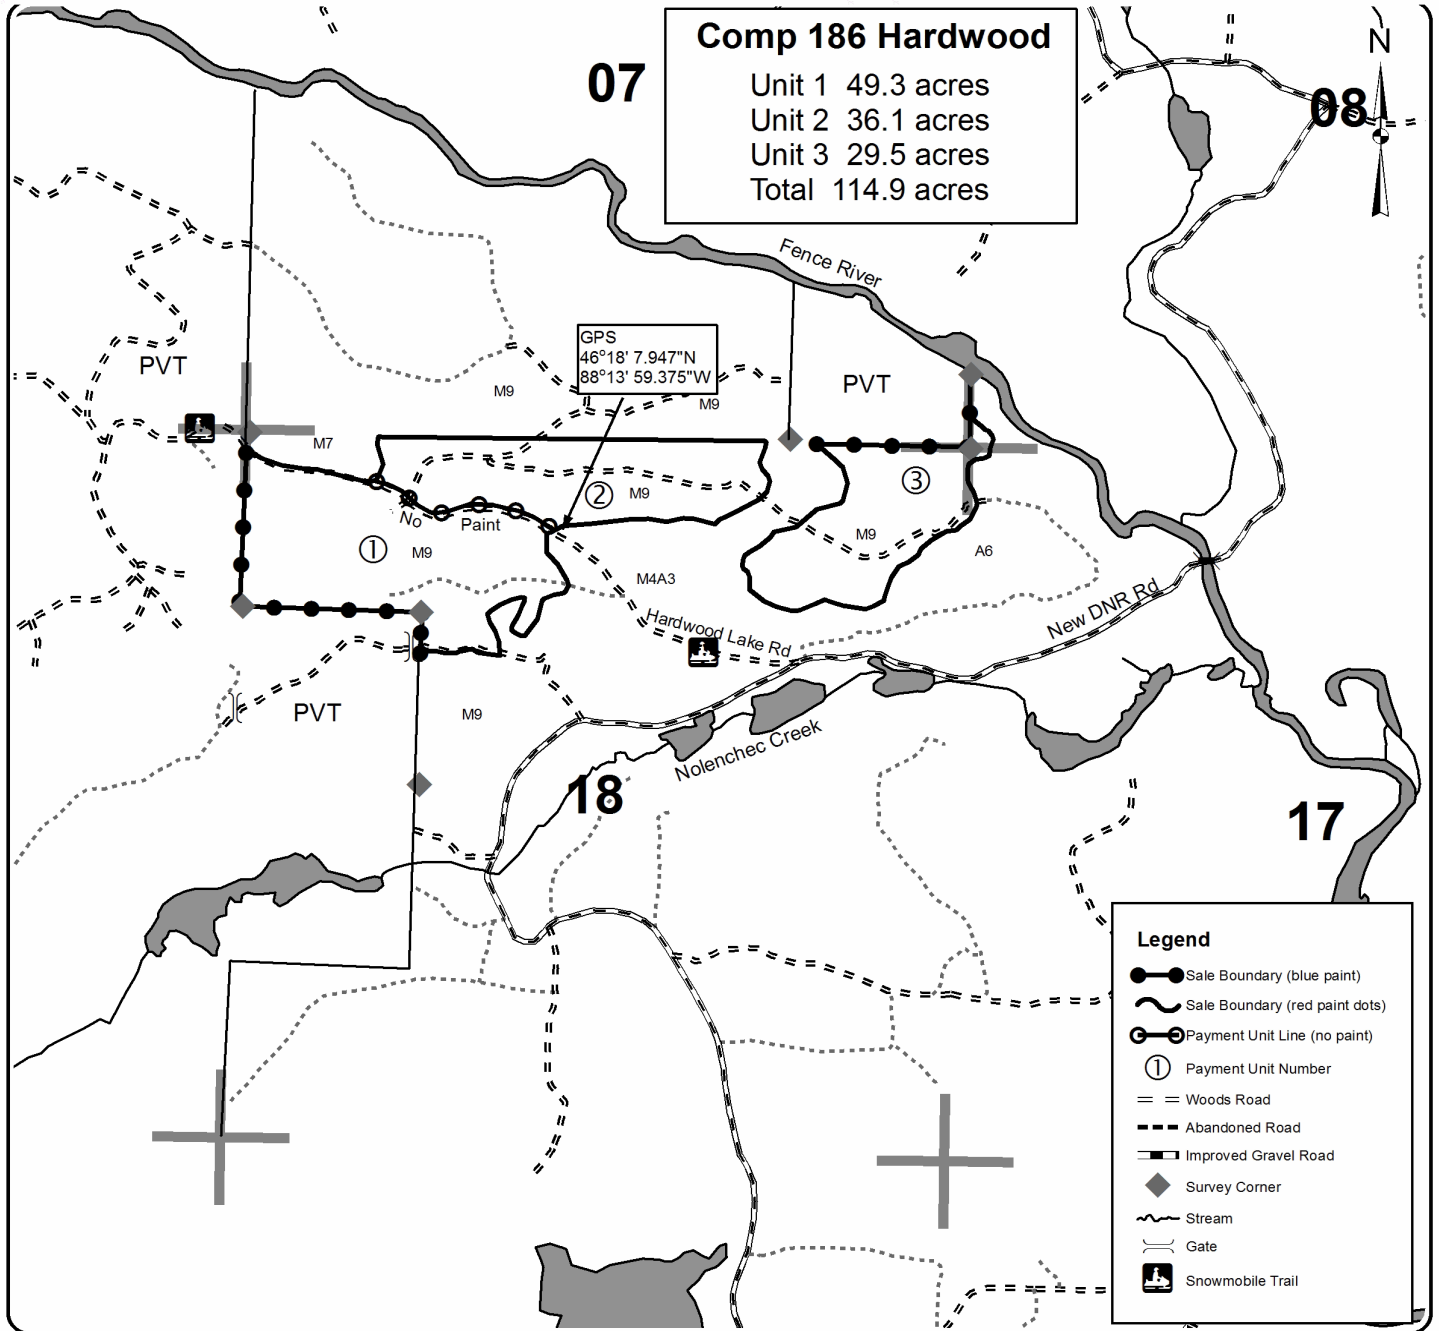 Comp 186 Hardwood
Unit 1 49.3 acres
Unit 2 36.1 acres
Unit 3 29.5 acres
Total 114.9 acres
N
07
08
Fence River
GPS
46°18' 7.947"N
88°13' 59.375"W
PVT
PVT
M9
M9
M7
②
M9
③
No
Paint
①
M9
M9
A6
M4A3
Hardwood Lake Rd
New DNR Rd
PVT
M9
Nolenchec Creek
18
17
Legend
Sale Boundary (blue paint)
Sale Boundary (red paint dots)
Payment Unit Line (no paint)
① Payment Unit Number
Woods Road
Abandoned Road
Improved Gravel Road
Survey Corner
Stream
Gate
Snowmobile Trail